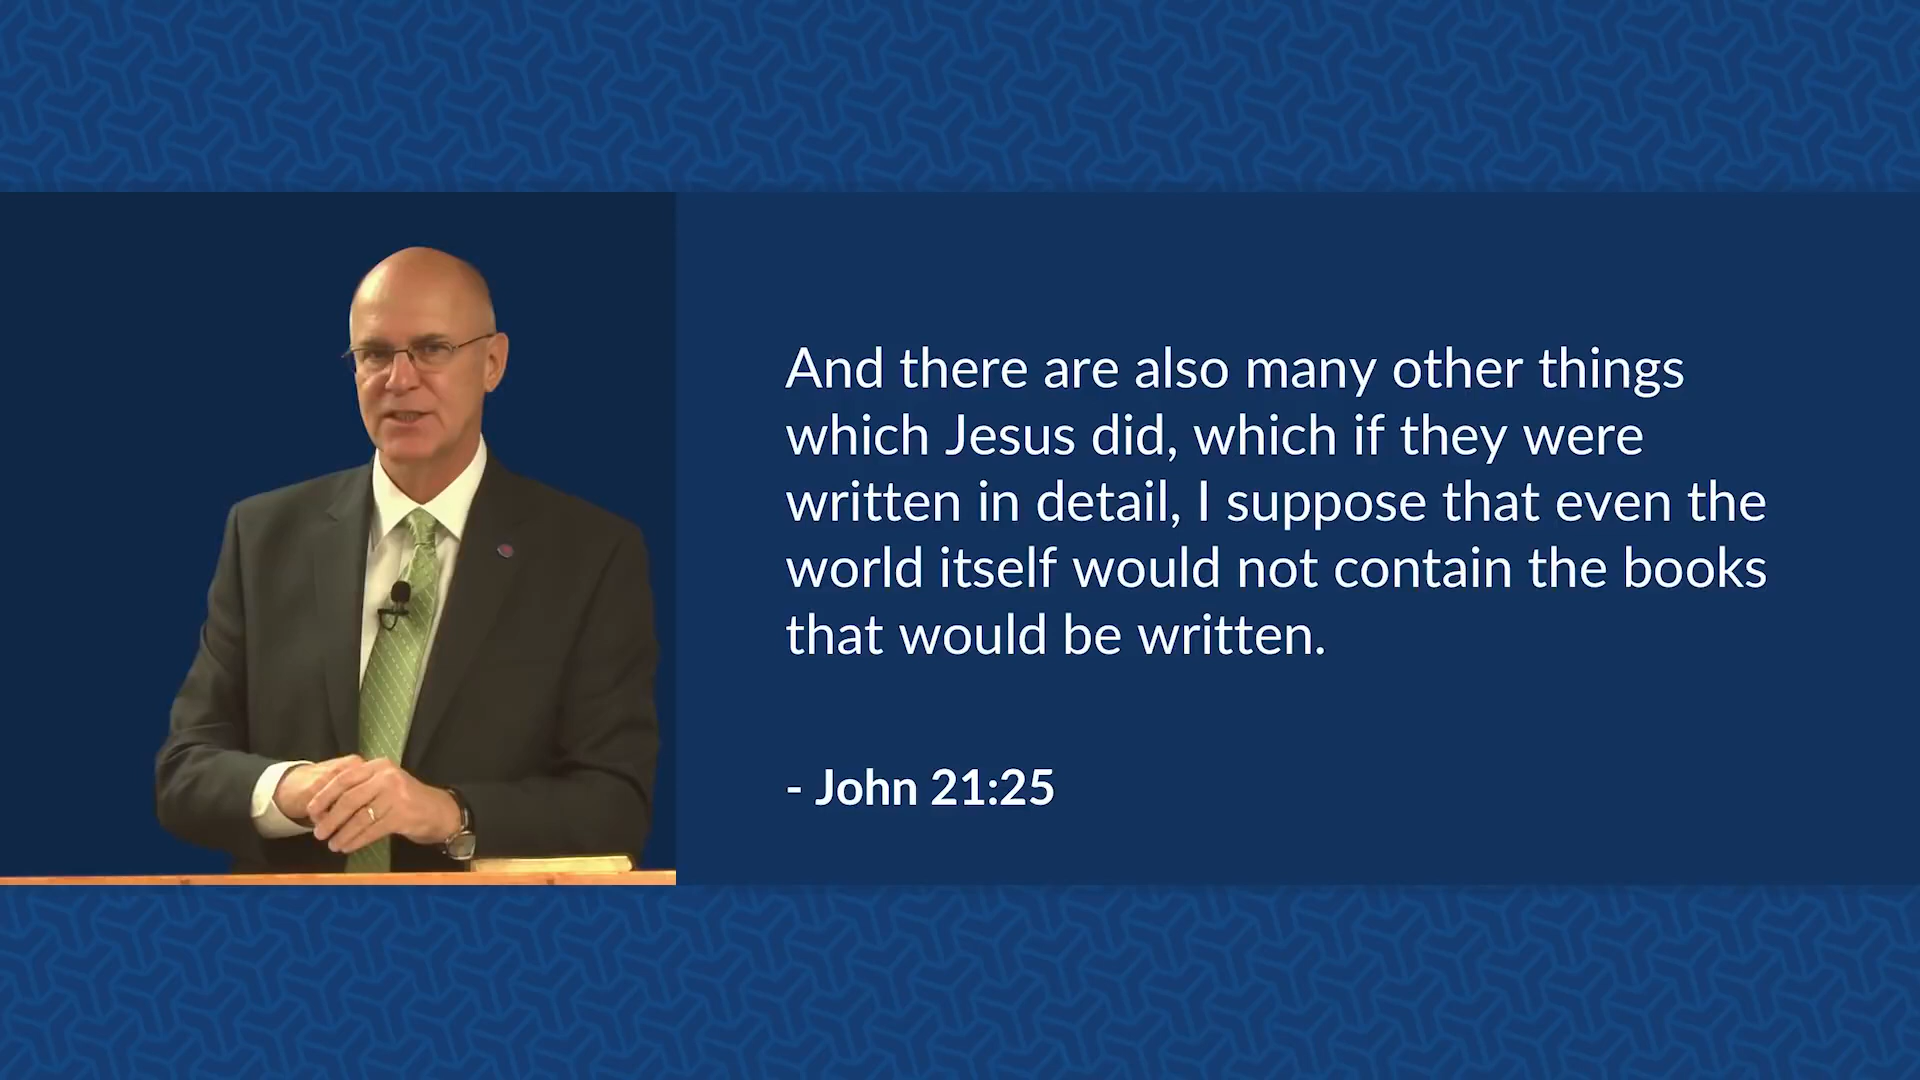 And there are also many other things
which Jesus did, which if they were
written in detail, I suppose that even the
world itself would not contain the books
that would be written.
- John 21:25